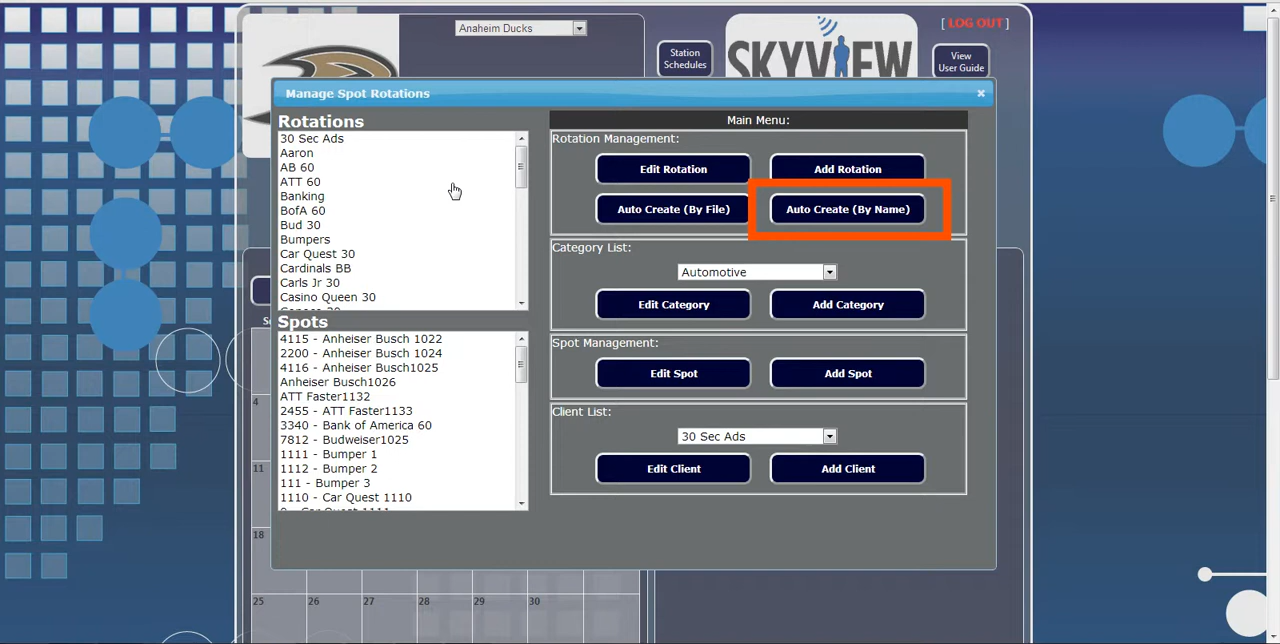 Anaheim Ducks
Station
Schedules
SKYVIEW
[ LOG OUT ]
View
User Guide
Manage Spot Rotations
Rotations
30 Sec Ads
Aaron
AB 60
ATT 60
Banking
BofA 60
Bud 30
Bumpers
Car Quest 30
Cardinals BB
Carls Jr 30
Casino Queen 30
Spots
4115 - Anheiser Busch 1022
2200 - Anheiser Busch 1024
4116 - Anheiser Busch1025
Anheiser Busch1026
ATT Faster1132
2455 - ATT Faster1133
3340 - Bank of America 60
7812 - Budweiser1025
1111 - Bumper 1
1112 - Bumper 2
111 - Bumper 3
1110 - Car Quest 1110
0 - Car Quest 1111
Main Menu:
Rotation Management:
Edit Rotation
Add Rotation
Auto Create (By File)
Auto Create (By Name)
Category List:
Automotive
Edit Category
Add Category
Spot Management:
Edit Spot
Add Spot
Client List:
30 Sec Ads
Edit Client
Add Client
4
11
18
25 26 27 28 29 30